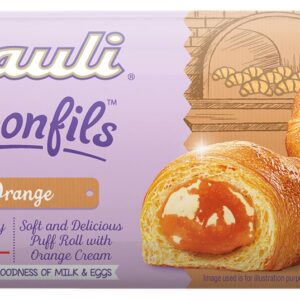 auli®
onfils™
Orange
Soft and Delicious
Puff Roll with
Orange Cream
GOODNESS OF MILK & EGGS
Image used is for illustration purpo